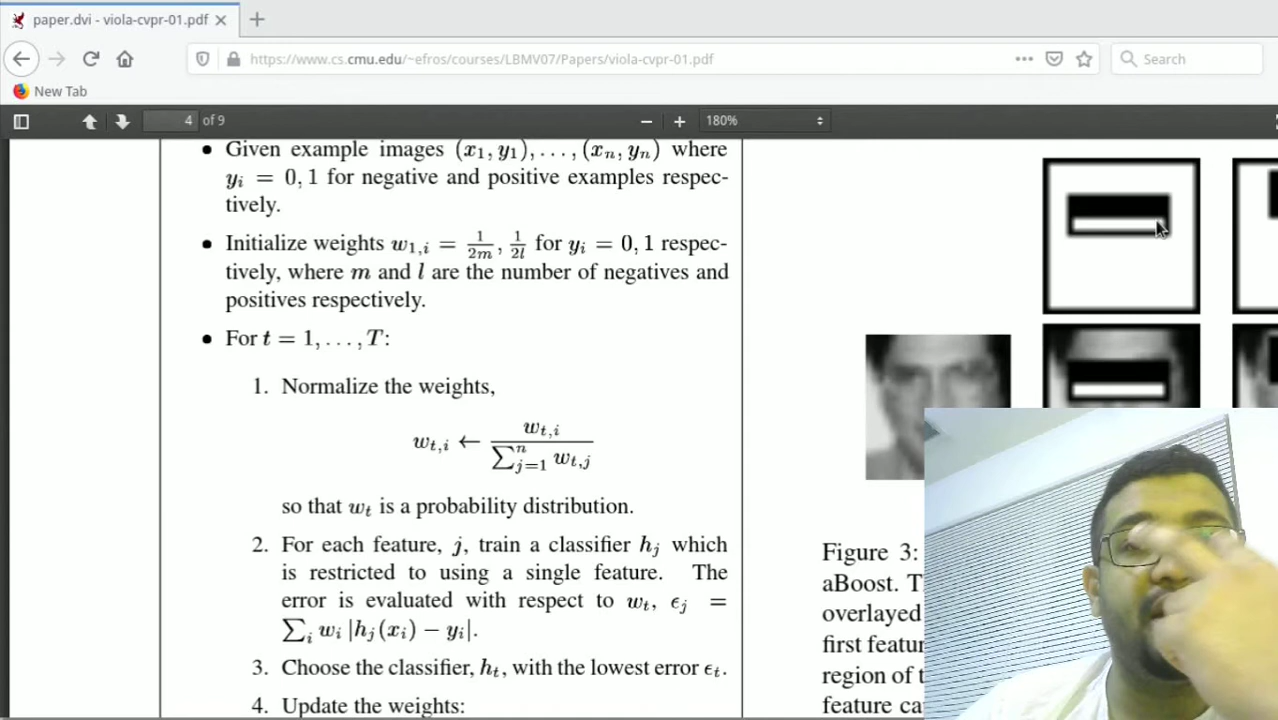 paper.dvi - viola-cvpr-01.pdf
https://www.cs.cmu.edu/~efros/courses/LBMV07/Papers/viola-cvpr-01.pdf
Search
New Tab
4 of 9
180%
• Given example images (x₁, y₁), . . . , (xₙ, yₙ) where
yᵢ = 0, 1 for negative and positive examples respec-
tively.
• Initialize weights w₁,ᵢ = 1/2m, 1/2l for yᵢ = 0, 1 respec-
tively, where m and l are the number of negatives and
positives respectively.
• For t = 1, . . . , T:
1. Normalize the weights,
wₜ,ᵢ ← wₜ,ᵢ / ∑ⁿⱼ₌₁ wₜ,ⱼ
so that wₜ is a probability distribution.
2. For each feature, j, train a classifier hⱼ which
is restricted to using a single feature. The
error is evaluated with respect to wₜ, ϵⱼ =
∑ᵢ wᵢ |hⱼ(xᵢ) − yᵢ|.
3. Choose the classifier, hₜ, with the lowest error ϵₜ.
4. Update the weights:
Figure 3:
aBoost. T
overlayed
first featur
region of t
feature ca